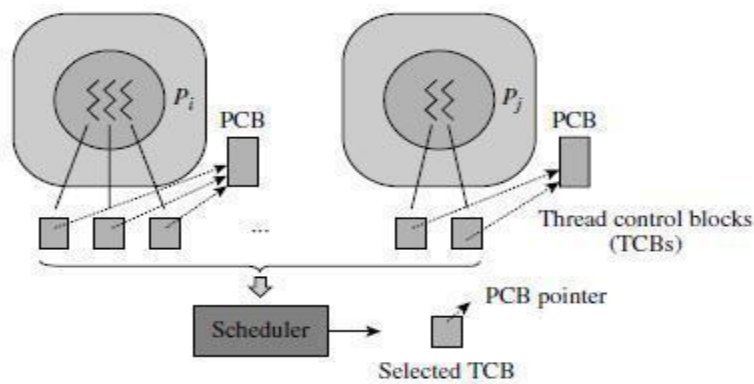 Pi
PCB
Pj
PCB
...
Thread control blocks
(TCBs)
Scheduler
PCB pointer
Selected TCB